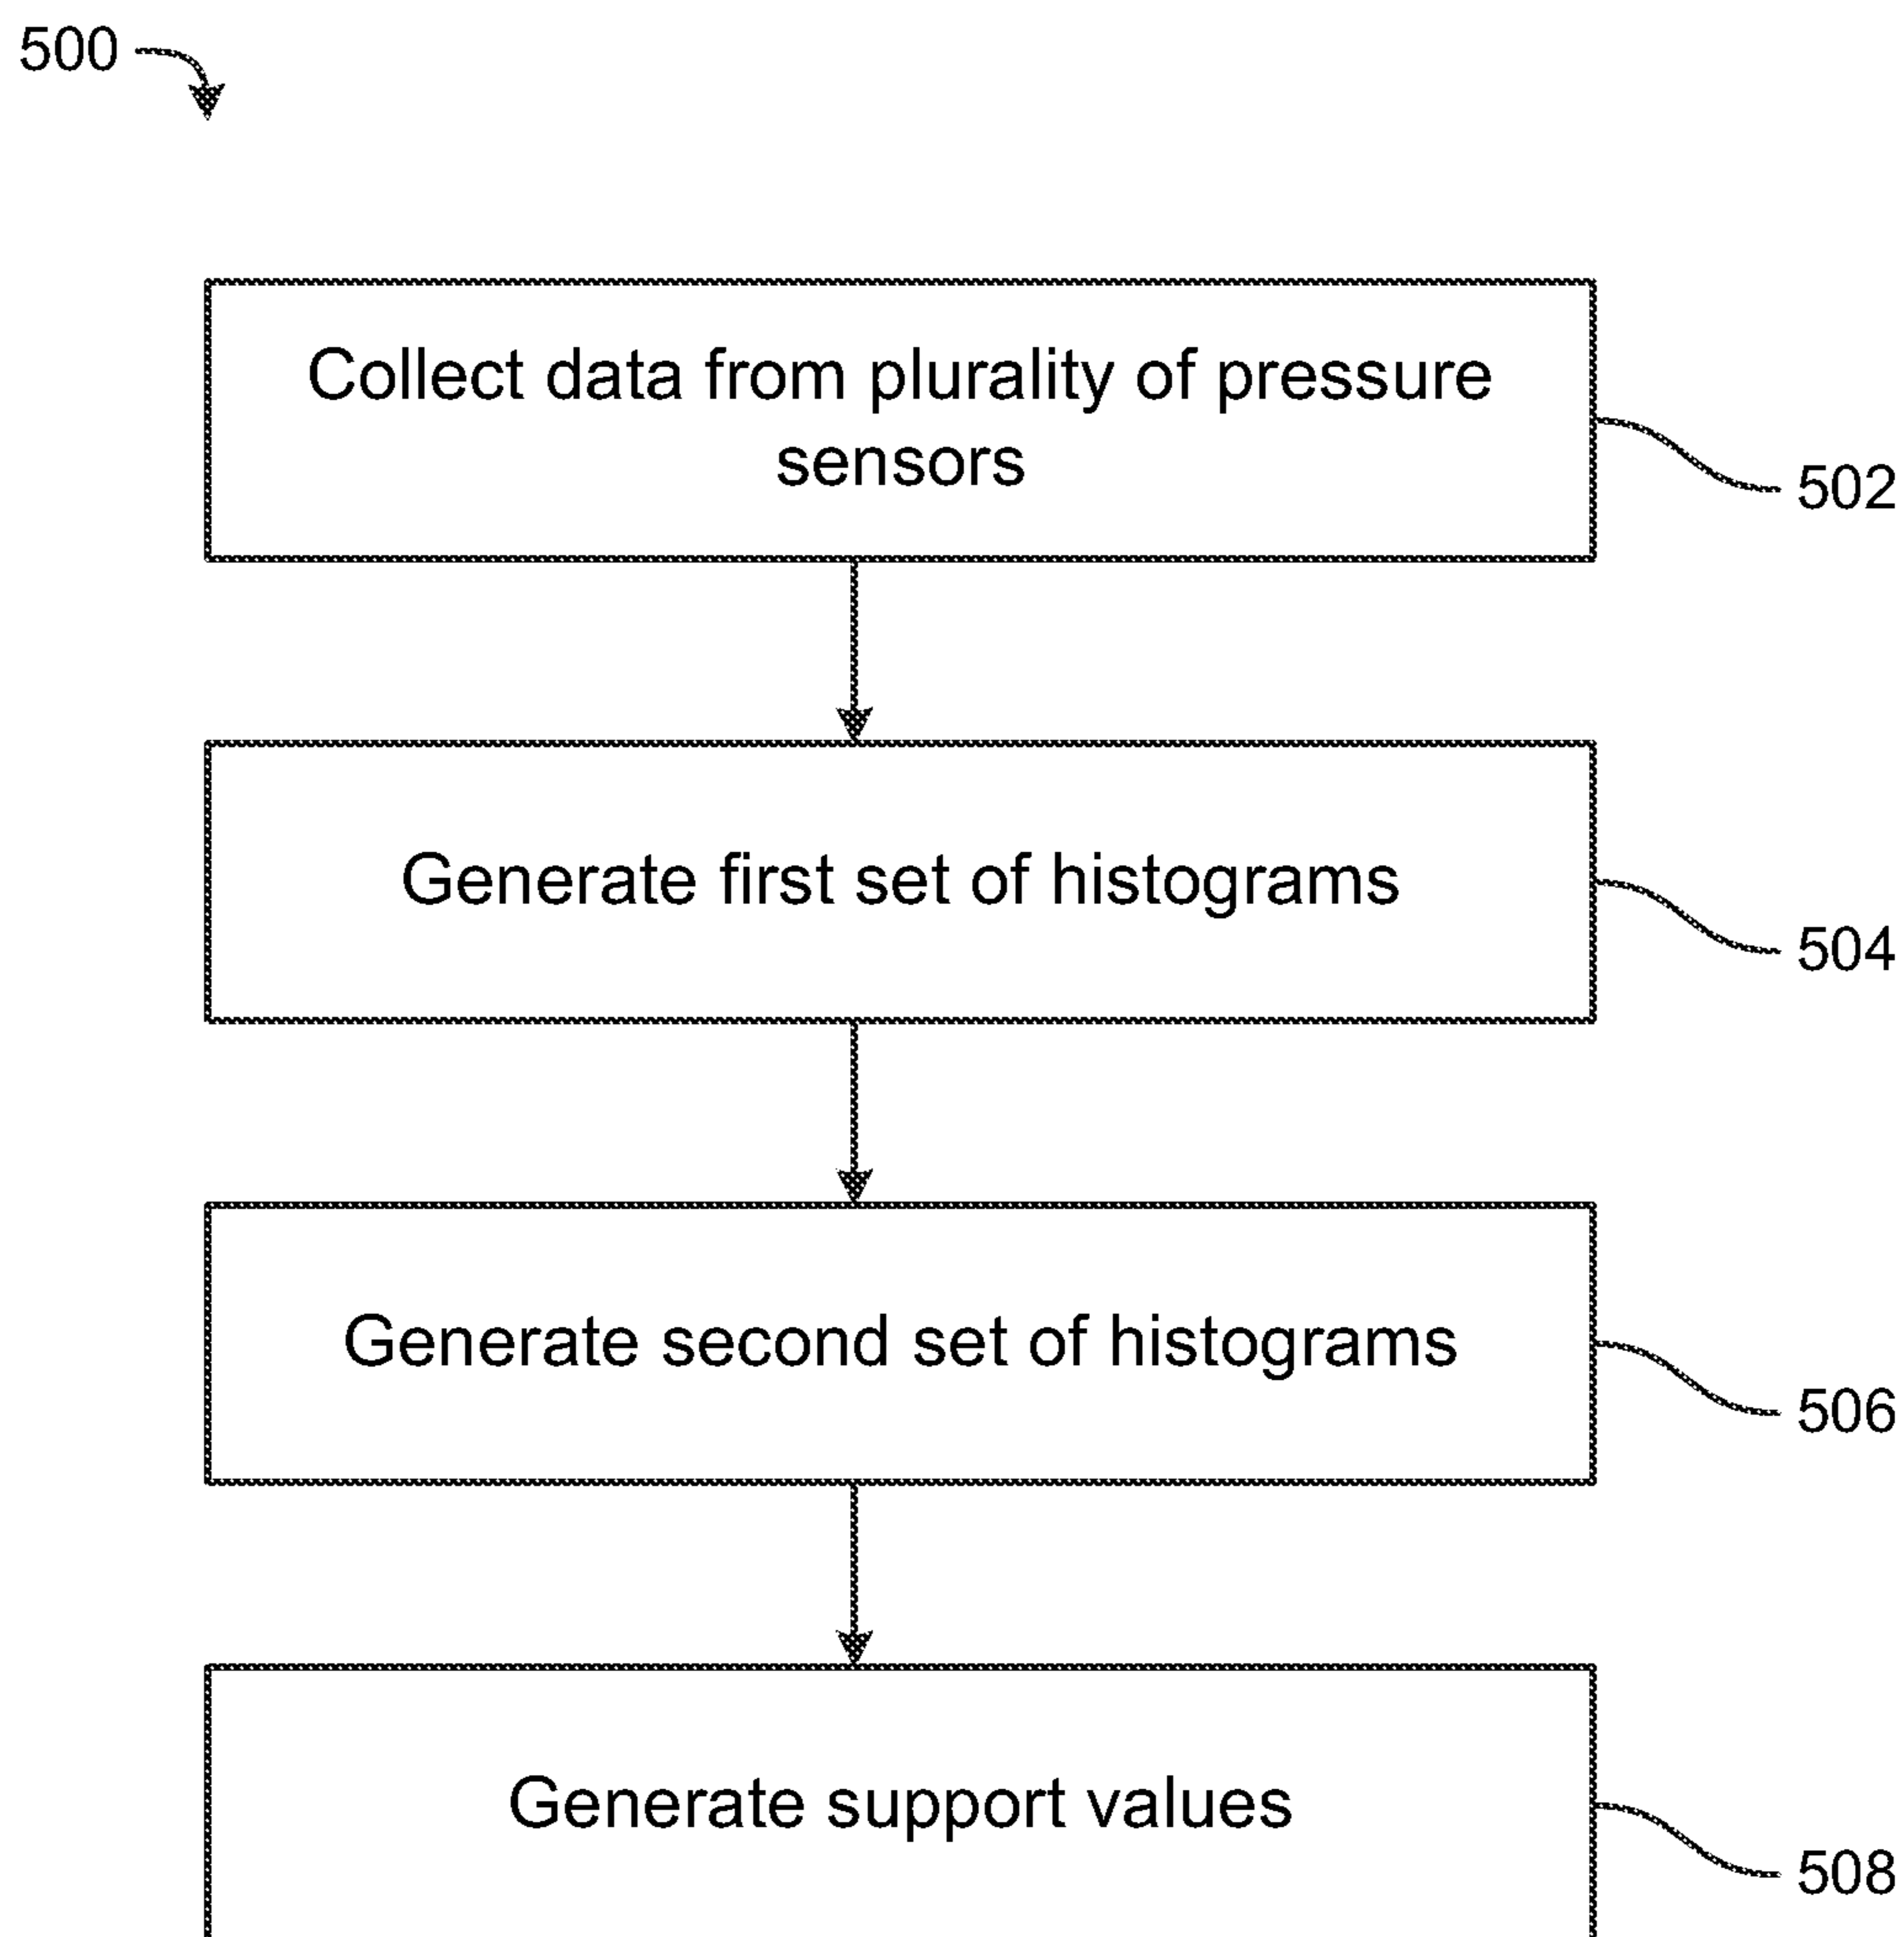 500
Collect data from plurality of pressure
sensors
502
Generate first set of histograms
504
Generate second set of histograms
506
Generate support values
508